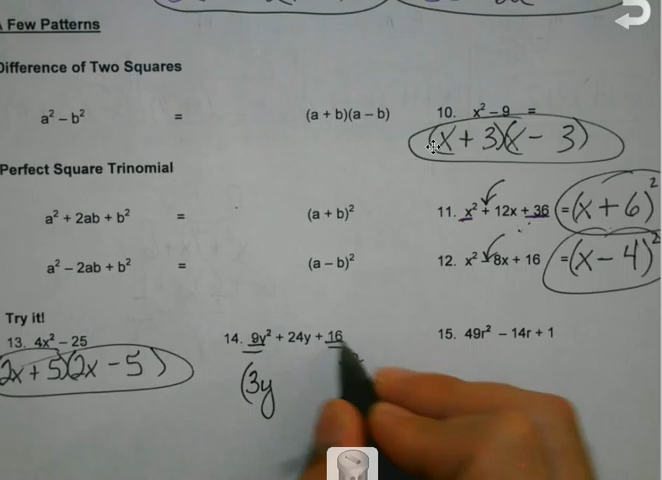 A Few Patterns
Difference of Two Squares
a² – b² = (a + b)(a – b) 10. x² – 9 =
(x + 3)(x – 3)
Perfect Square Trinomial
a² + 2ab + b² = (a + b)² 11. x² + 12x + 36 = (x + 6)²
a² – 2ab + b² = (a – b)² 12. x² – 8x + 16 = (x – 4)²
Try it!
13. 4x² – 25 14. 9y² + 24y + 16 15. 49r² – 14r + 1
2x + 5)(2x – 5) (3y